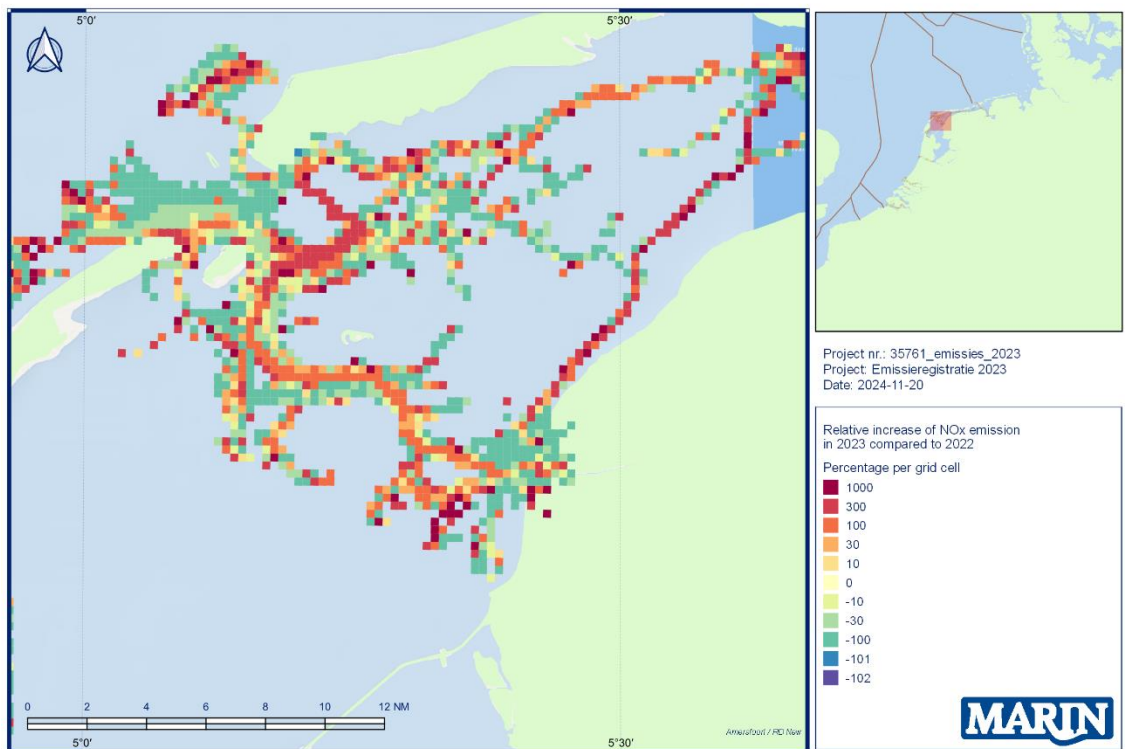 5°0'
5°30'
Project nr.: 35761_emissies_2023
Project: Emissieregistratie 2023
Date: 2024-11-20
Relative increase of NOx emission
in 2023 compared to 2022
Percentage per grid cell
1000
300
100
30
10
0
-10
-30
-100
-101
-102
0 2 4 6 8 10 12 NM
Amersfoort / RD New
5°0'
5°30'
MARIN